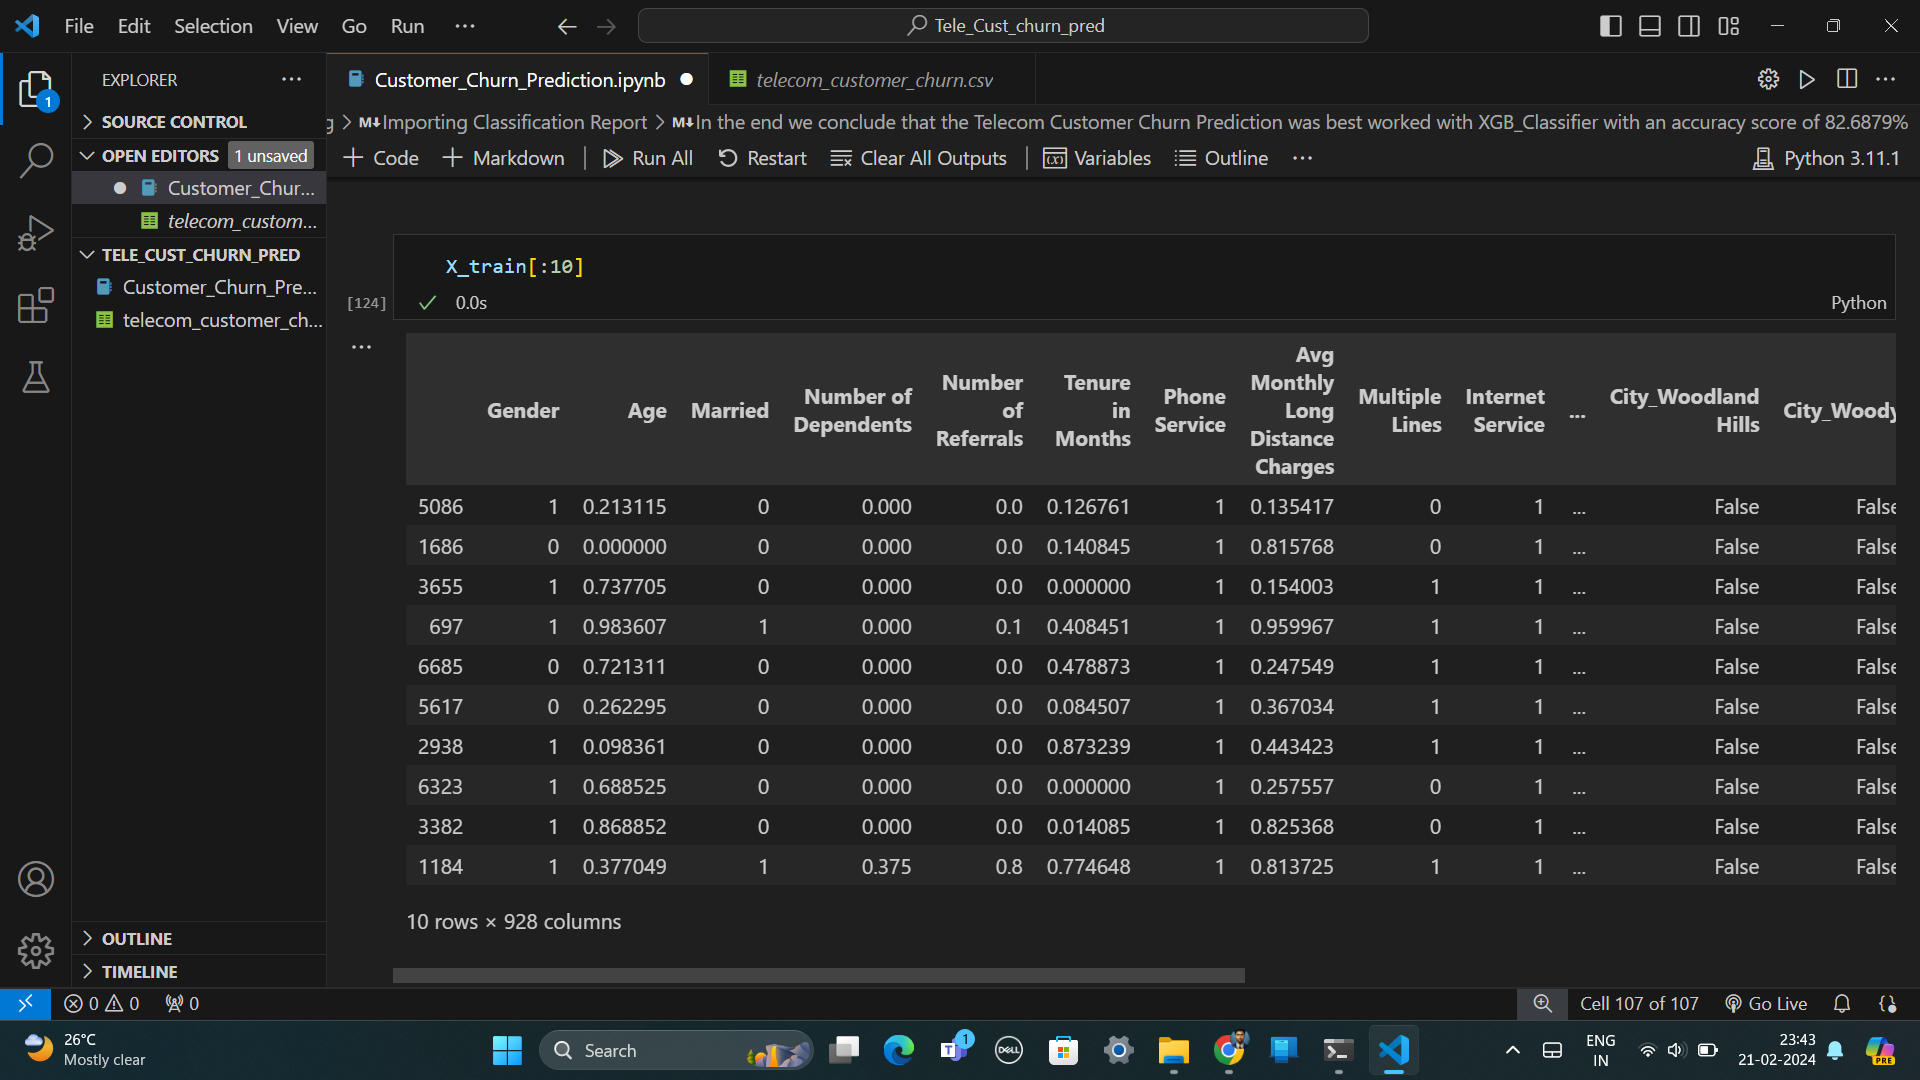 File Edit Selection View Go Run ...
Tele_Cust_churn_pred
EXPLORER
SOURCE CONTROL
OPEN EDITORS 1 unsaved
Customer_Chur...
telecom_custom...
TELE_CUST_CHURN_PRED
Customer_Churn_Pre...
telecom_customer_ch...
OUTLINE
TIMELINE
1
Customer_Churn_Prediction.ipynb
telecom_customer_churn.csv
g > M↓Importing Classification Report > M↓In the end we conclude that the Telecom Customer Churn Prediction was best worked with XGB_Classifier with an accuracy score of 82.6879%
+ Code + Markdown Run All Restart Clear All Outputs Variables Outline ... Python 3.11.1
X_train[:10]
[124] 0.0s Python
Gender Age Married Number of Dependents Number of Referrals Tenure in Months Phone Service Avg Monthly Long Distance Charges Multiple Lines Internet Service ... City_Woodland Hills City_Woody
5086 1 0.213115 0 0.000 0.0 0.126761 1 0.135417 0 1 ... False False
1686 0 0.000000 0 0.000 0.0 0.140845 1 0.815768 0 1 ... False False
3655 1 0.737705 0 0.000 0.0 0.000000 1 0.154003 1 1 ... False False
697 1 0.983607 1 0.000 0.1 0.408451 1 0.959967 1 1 ... False False
6685 0 0.721311 0 0.000 0.0 0.478873 1 0.247549 1 1 ... False False
5617 0 0.262295 0 0.000 0.0 0.084507 1 0.367034 1 1 ... False False
2938 1 0.098361 0 0.000 0.0 0.873239 1 0.443423 1 1 ... False False
6323 1 0.688525 0 0.000 0.0 0.000000 1 0.257557 0 1 ... False False
3382 1 0.868852 0 0.000 0.0 0.014085 1 0.825368 0 1 ... False False
1184 1 0.377049 1 0.375 0.8 0.774648 1 0.813725 1 1 ... False False
10 rows × 928 columns
0 0 0 Cell 107 of 107 Go Live
26°C
Mostly clear
Search
1
DELL
ENG
IN
23:43
21-02-2024
PRE